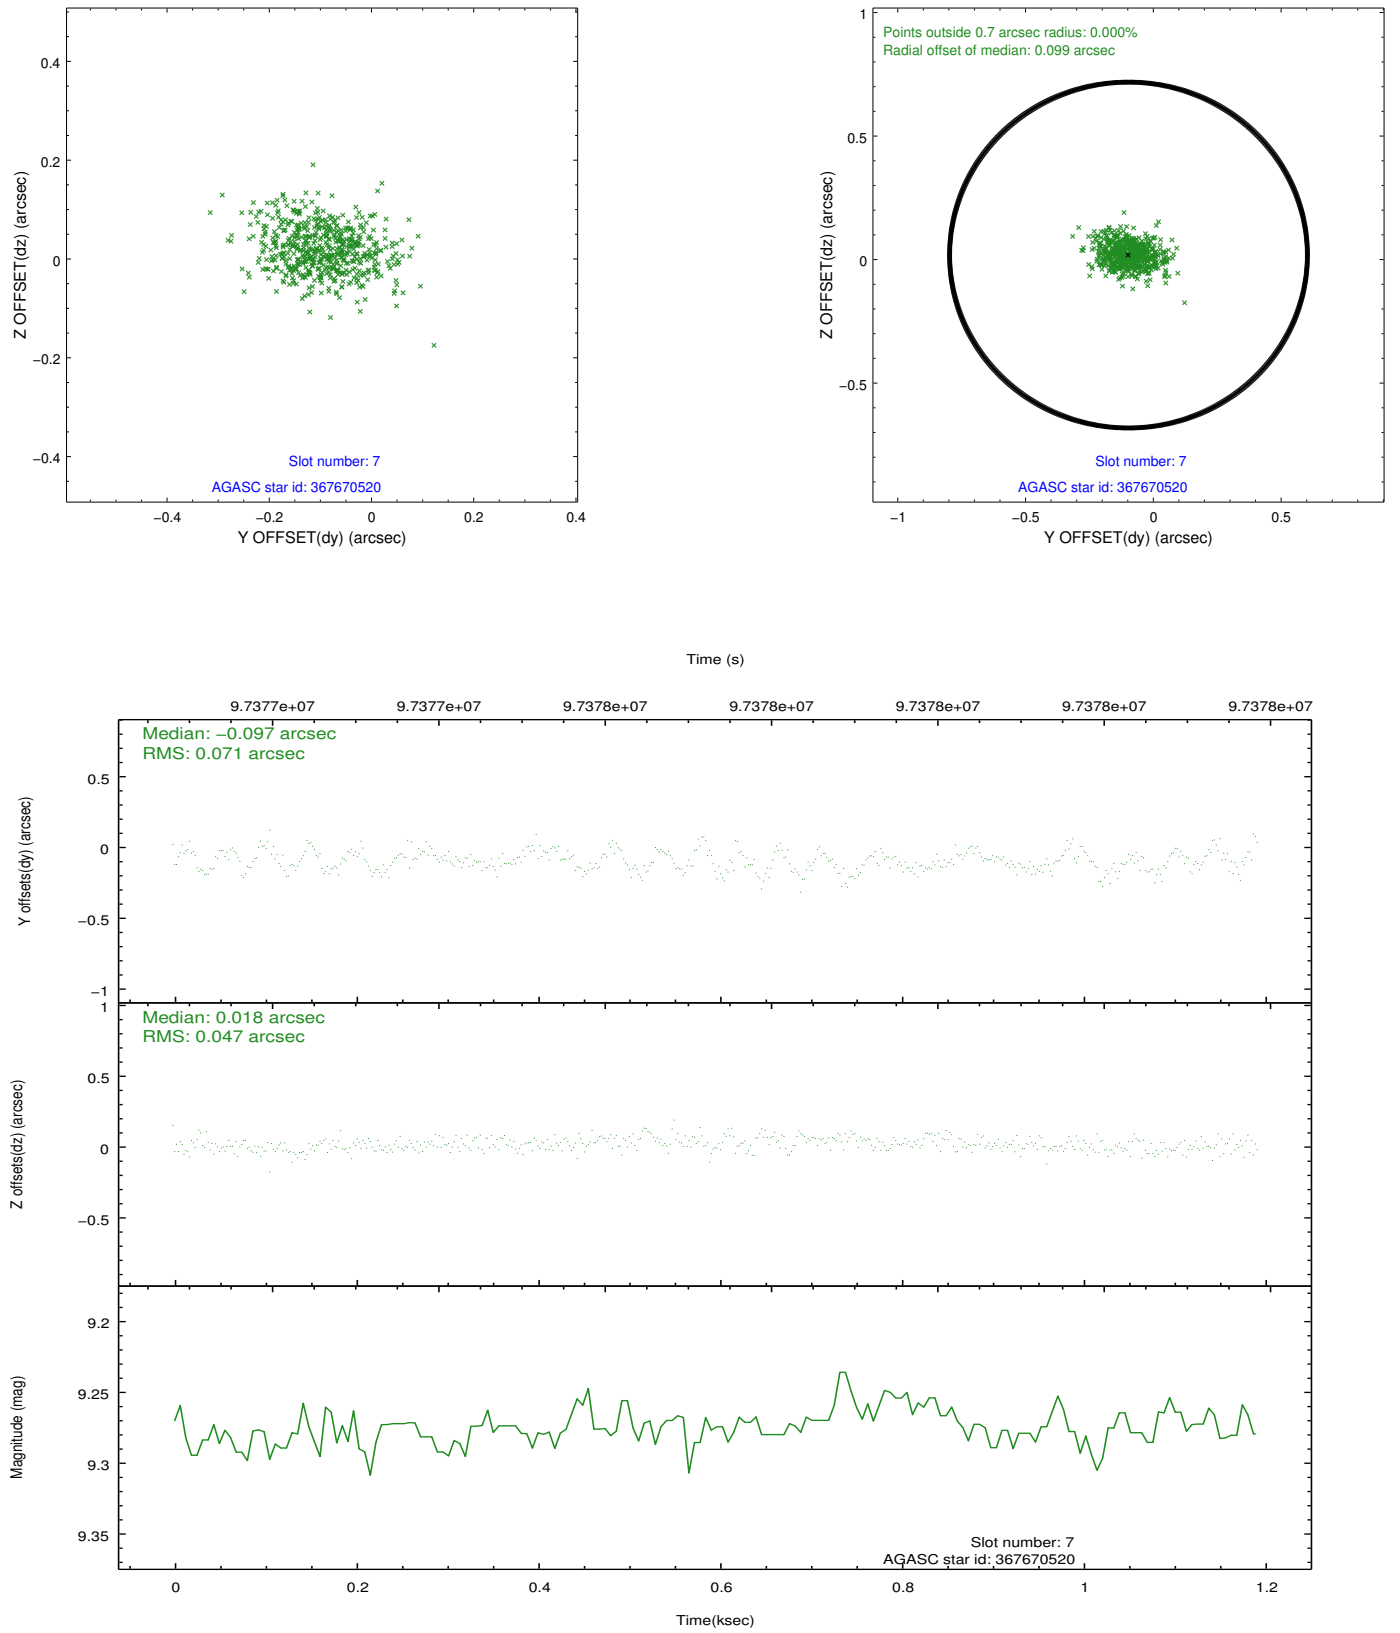 0.4
0.2
0
−0.2
−0.4
Z OFFSET(dz) (arcsec)
Slot number: 7
AGASC star id: 367670520
−0.4 −0.2 0 0.2 0.4
Y OFFSET(dy) (arcsec)
Points outside 0.7 arcsec radius: 0.000%
Radial offset of median: 0.099 arcsec
1
0.5
0
−0.5
Z OFFSET(dz) (arcsec)
Slot number: 7
AGASC star id: 367670520
−1 −0.5 0 0.5
Y OFFSET(dy) (arcsec)
Time (s)
9.7377e+07 9.7377e+07 9.7378e+07 9.7378e+07 9.7378e+07 9.7378e+07 9.7378e+07
Median: −0.097 arcsec
RMS: 0.071 arcsec
0.5
0
−0.5
−1
Y offsets(dy) (arcsec)
Median: 0.018 arcsec
RMS: 0.047 arcsec
1
0.5
0
−0.5
Z offsets(dz) (arcsec)
9.2
9.25
9.3
9.35
Magnitude (mag)
Slot number: 7
AGASC star id: 367670520
0 0.2 0.4 0.6 0.8 1 1.2
Time(ksec)